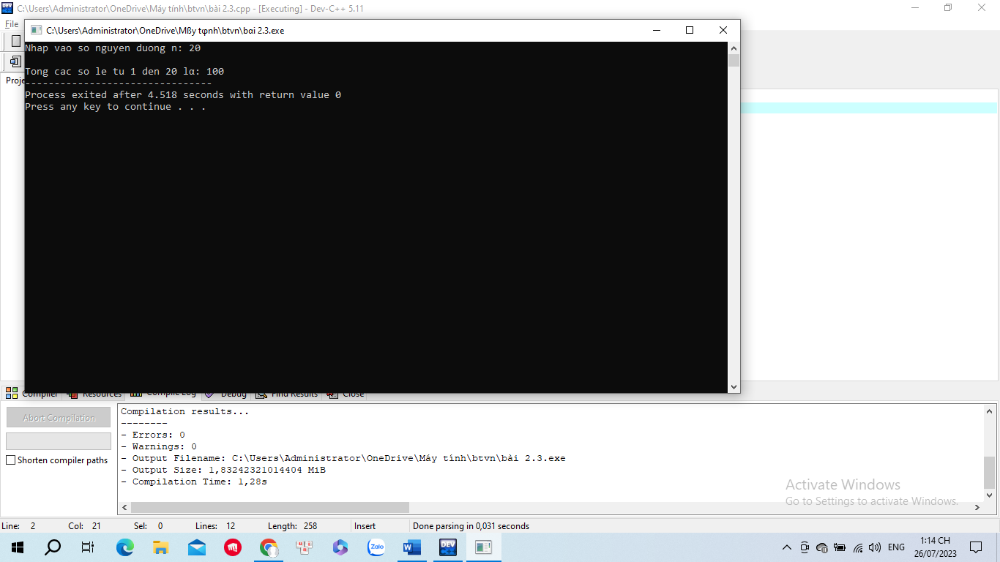 C:\Users\Administrator\OneDrive\Máy tính\btvn\bài 2.3.cpp - [Executing] - Dev-C++ 5.11
File
C:\Users\Administrator\OneDrive\Mßy tφnh\btvn\bαi 2.3.exe
Nhap vao so nguyen duong n: 20
Tong cac so le tu 1 den 20 lα: 100
--------------------------------
Process exited after 4.518 seconds with return value 0
Press any key to continue . . .
Proje
Compiler Resources Compile Log Debug Find Results Close
Abort Compilation
Shorten compiler paths
Compilation results...
--------
- Errors: 0
- Warnings: 0
- Output Filename: C:\Users\Administrator\OneDrive\Máy tính\btvn\bài 2.3.exe
- Output Size: 1,83242321014404 MiB
- Compilation Time: 1,28s
Activate Windows
Go to Settings to activate Windows.
Line: 2 Col: 21 Sel: 0 Lines: 12 Length: 258 Insert Done parsing in 0,031 seconds
Zalo
DEV
ENG
1:14 CH
26/07/2023